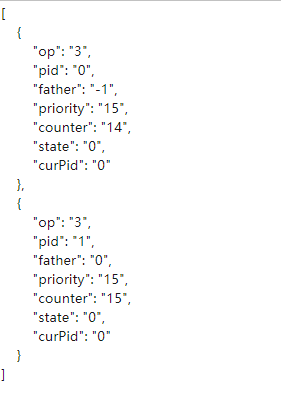 [
    {
        "op": "3",
        "pid": "0",
        "father": "-1",
        "priority": "15",
        "counter": "14",
        "state": "0",
        "curPid": "0"
    },
    {
        "op": "3",
        "pid": "1",
        "father": "0",
        "priority": "15",
        "counter": "15",
        "state": "0",
        "curPid": "0"
    }
]